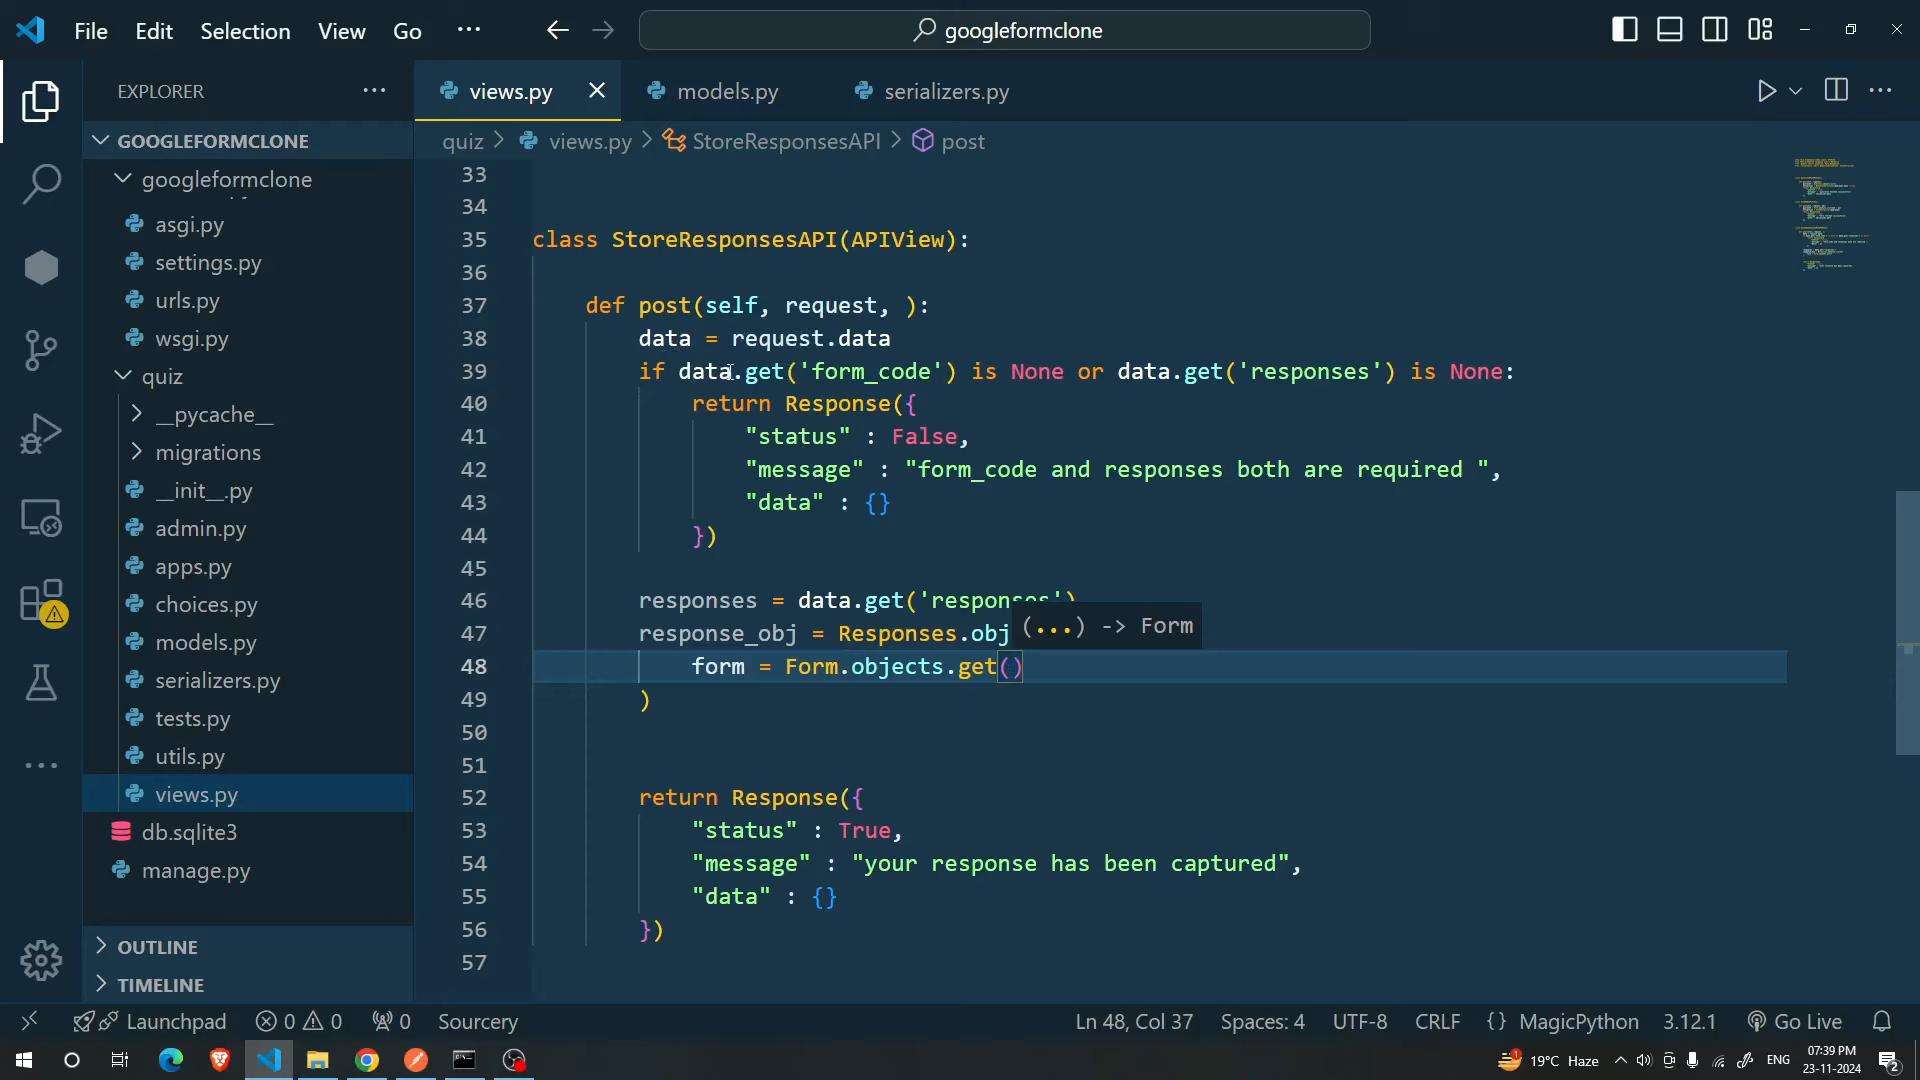 File Edit Selection View Go ··· googleformclone
EXPLORER ···
views.py models.py serializers.py
GOOGLEFORMCLONE
quiz > views.py > StoreResponsesAPI > post
googleformclone
asgi.py
settings.py
urls.py
wsgi.py
quiz
__pycache__
migrations
__init__.py
admin.py
apps.py
choices.py
models.py
serializers.py
tests.py
utils.py
views.py
db.sqlite3
manage.py
OUTLINE
TIMELINE
33
34
35 class StoreResponsesAPI(APIView):
36
37 def post(self, request, ):
38 data = request.data
39 if data.get('form_code') is None or data.get('responses') is None:
40 return Response({
41 "status" : False,
42 "message" : "form_code and responses both are required ",
43 "data" : {}
44 })
45
46 responses = data.get('responses')
47 response_obj = Responses.obj
(...) -> Form
48 form = Form.objects.get()
49 )
50
51
52 return Response({
53 "status" : True,
54 "message" : "your response has been captured",
55 "data" : {}
56 })
57
Launchpad 0 0 0 Sourcery Ln 48, Col 37 Spaces: 4 UTF-8 CRLF {} MagicPython 3.12.1 Go Live
1 19°C Haze ENG 07:39 PM
23-11-2024 2